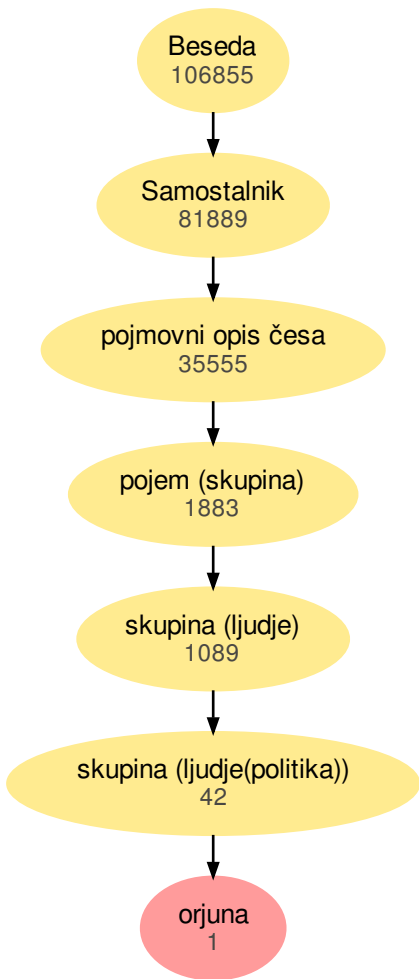 Beseda
106855
Samostalnik
81889
pojmovni opis česa
35555
pojem (skupina)
1883
skupina (ljudje)
1089
skupina (ljudje(politika))
42
orjuna
1